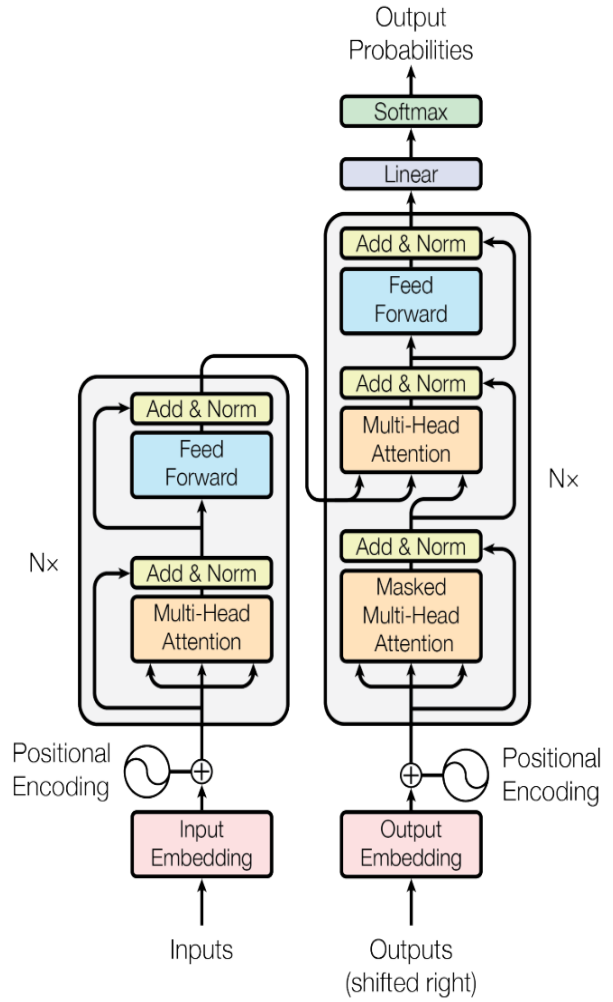 Output
Probabilities
Softmax
Linear
Add & Norm
Feed
Forward
Add & Norm
Multi-Head
Attention
Add & Norm
Masked
Multi-Head
Attention
N×
Add & Norm
Feed
Forward
Add & Norm
Multi-Head
Attention
N×
Positional
Encoding
Positional
Encoding
Input
Embedding
Output
Embedding
Inputs
Outputs
(shifted right)